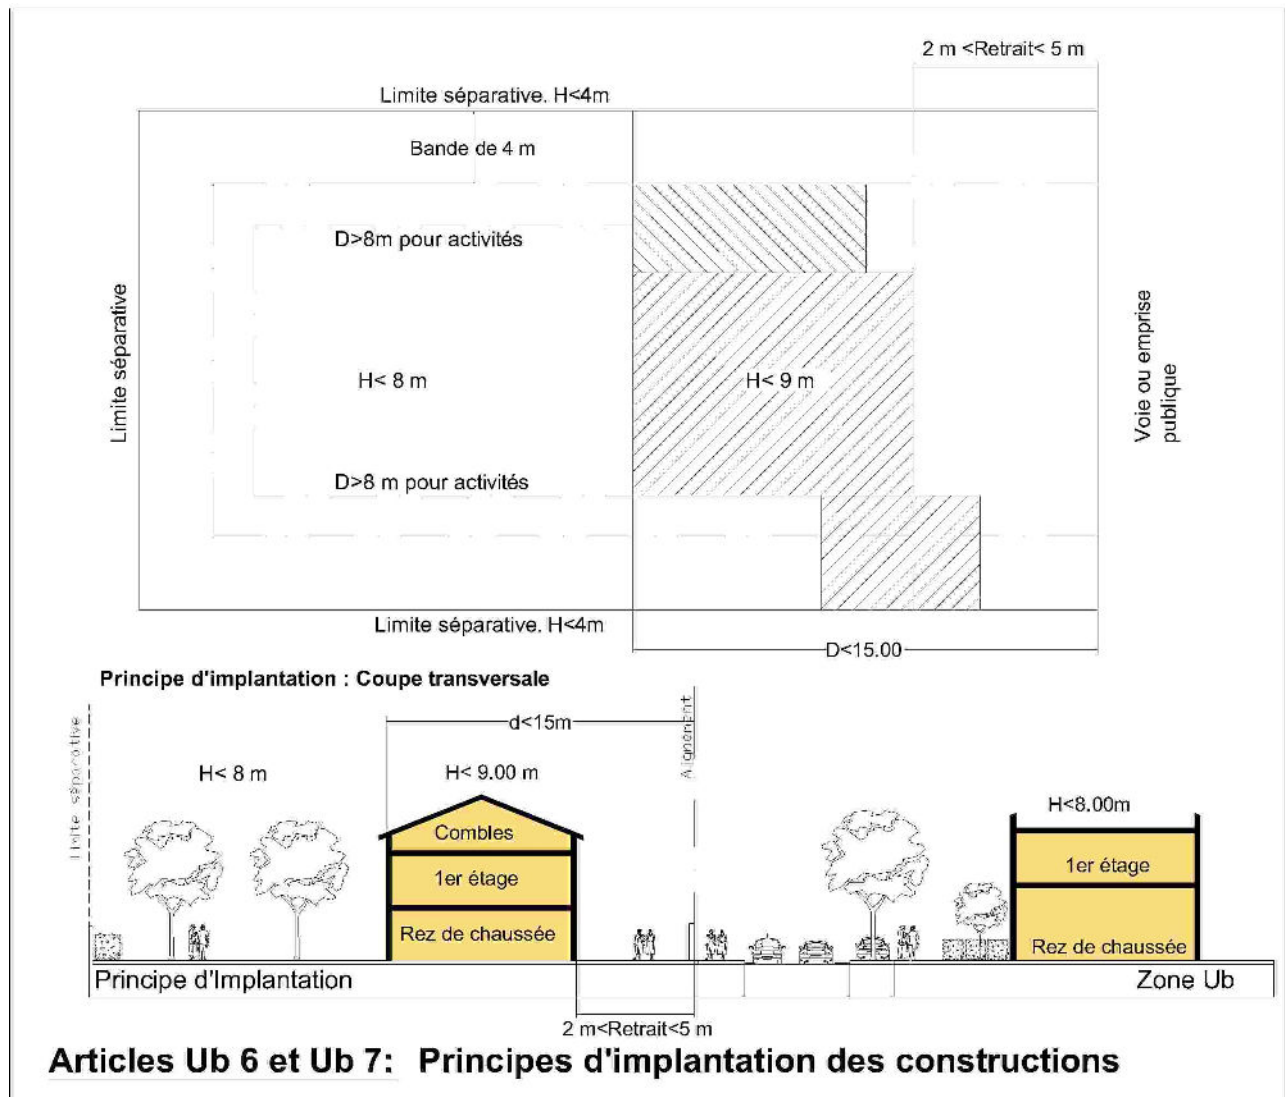 2 m <Retrait< 5 m
Limite séparative. H<4m
Bande de 4 m
D>8m pour activités
Limite séparative
H< 8 m
H< 9 m
Voie ou emprise
publique
D>8 m pour activités
Limite séparative. H<4m
D<15.00
Principe d'implantation : Coupe transversale
Limite séparative
d<15m
Alignement
H< 8 m
H< 9.00 m
H<8.00m
Combles
1er étage
1er étage
Rez de chaussée
Rez de chaussée
Principe d'Implantation
Zone Ub
2 m<Retrait<5 m
Articles Ub 6 et Ub 7: Principes d'implantation des constructions